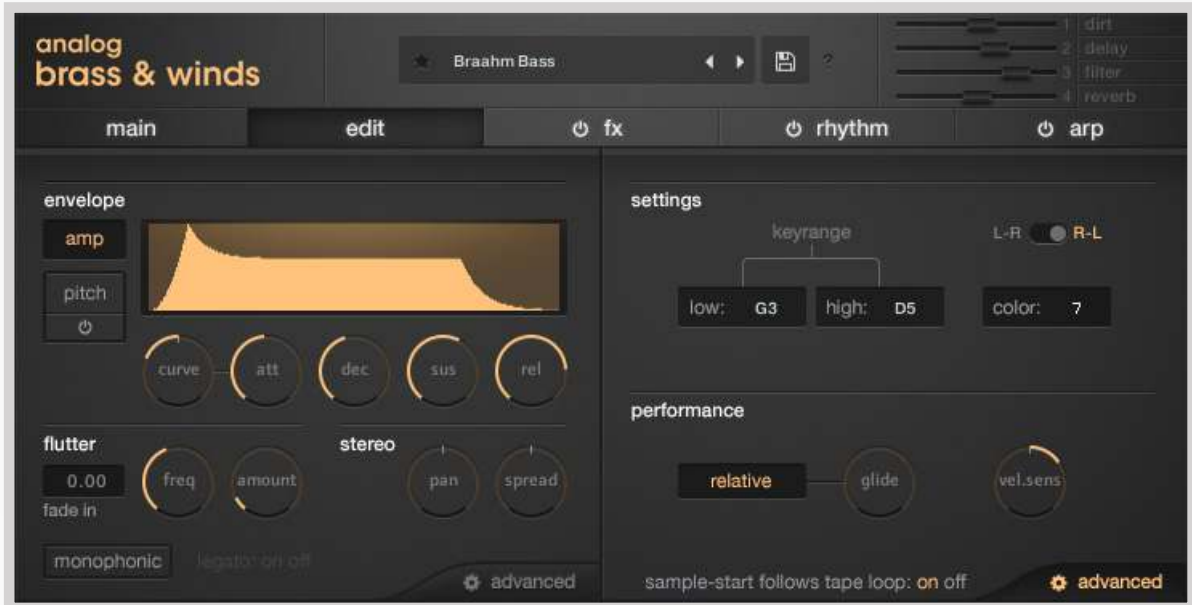 analog
brass & winds
Braahm Bass
?
1 dirt
2 delay
3 filter
4 reverb
main
edit
fx
rhythm
arp
envelope
amp
pitch
curve
att
dec
sus
rel
flutter
0.00
fade in
freq
amount
stereo
pan
spread
monophonic
legato: on off
advanced
settings
keyrange
L-R
R-L
low: G3
high: D5
color: 7
performance
relative
glide
vel.sens
sample-start follows tape loop: on off
advanced